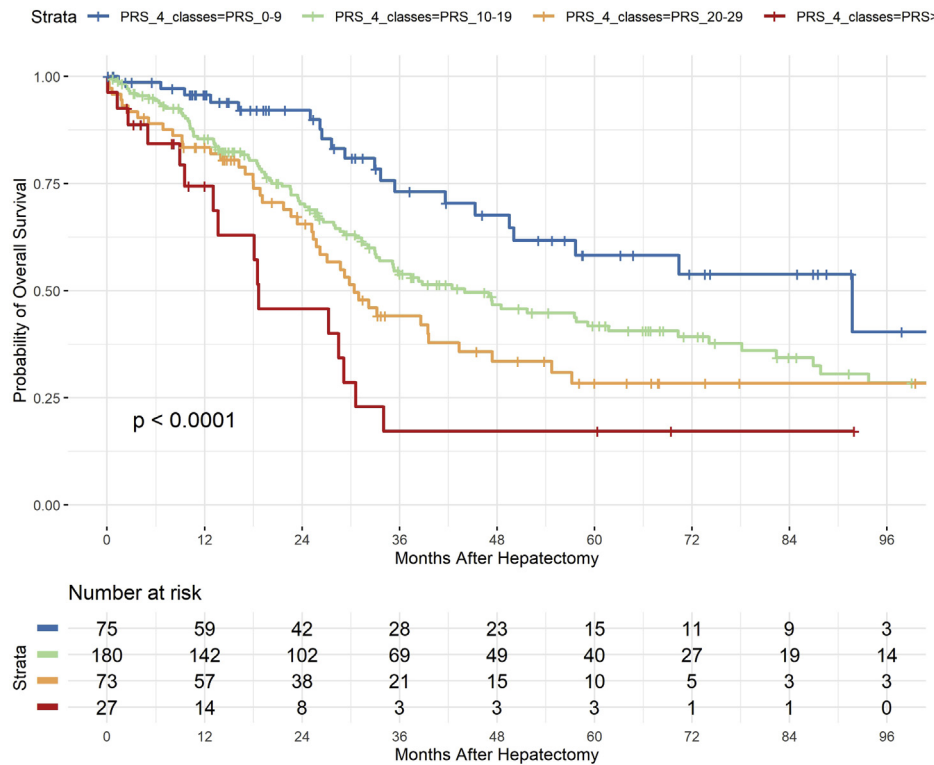 Strata PRS_4_classes=PRS_0-9 PRS_4_classes=PRS_10-19 PRS_4_classes=PRS_20-29 PRS_4_classes=PRS>
Probability of Overall Survival
1.00
0.75
0.50
0.25
0.00
p < 0.0001
0 12 24 36 48 60 72 84 96
Months After Hepatectomy
Number at risk
Strata
75 59 42 28 23 15 11 9 3
180 142 102 69 49 40 27 19 14
73 57 38 21 15 10 5 3 3
27 14 8 3 3 3 1 1 0
0 12 24 36 48 60 72 84 96
Months After Hepatectomy